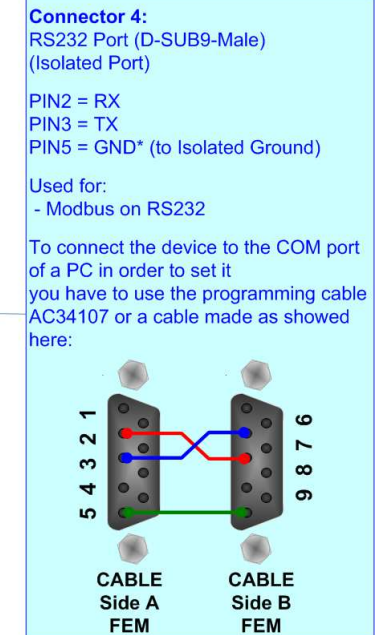 Connector 4:
RS232 Port (D-SUB9-Male)
(Isolated Port)
PIN2 = RX
PIN3 = TX
PIN5 = GND* (to Isolated Ground)
Used for:
- Modbus on RS232
To connect the device to the COM port
of a PC in order to set it
you have to use the programming cable
AC34107 or a cable made as showed
here:
1
2
3
4
5
6
7
8
9
CABLE
Side A
FEM
CABLE
Side B
FEM